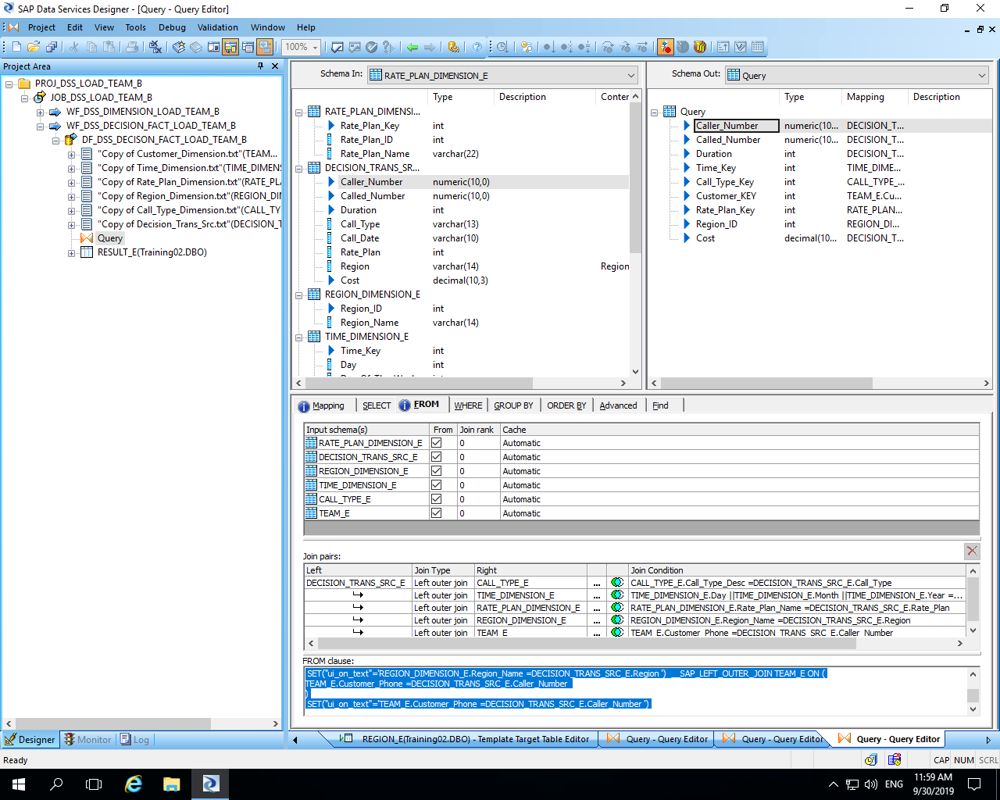 SAP Data Services Designer - [Query - Query Editor]
Project Edit View Tools Debug Validation Window Help
100%
Project Area
PROJ_DSS_LOAD_TEAM_B
JOB_DSS_LOAD_TEAM_B
WF_DSS_DIMENSION_LOAD_TEAM_B
WF_DSS_DECISION_FACT_LOAD_TEAM_B
DF_DSS_DECISON_FACT_LOAD_TEAM_B
"Copy of Customer_Dimension.txt"(TEAM...
"Copy of Time_Dimension.txt"(TIME_DIMENS
"Copy of Rate_Plan_Dimension.txt"(RATE_PLA
"Copy of Region_Dimension.txt"(REGION_DIM
"Copy of Call_Type_Dimension.txt"(CALL_TY
"Copy of Decision_Trans_Src.txt"(DECISION_T
Query
RESULT_E(Training02.DBO)
Designer Monitor Log
Schema In: RATE_PLAN_DIMENSION_E
Type Description Conten
RATE_PLAN_DIMENSI...
Rate_Plan_Key int
Rate_Plan_ID int
Rate_Plan_Name varchar(22)
DECISION_TRANS_SR...
Caller_Number numeric(10,0)
Called_Number numeric(10,0)
Duration int
Call_Type varchar(13)
Call_Date varchar(10)
Rate_Plan int
Region varchar(14) Region
Cost decimal(10,3)
REGION_DIMENSION_E
Region_ID int
Region_Name varchar(14)
TIME_DIMENSION_E
Time_Key int
Day int
Schema Out: Query
Type Mapping Description
Query
Caller_Number numeric(10... DECISION_T...
Called_Number numeric(10... DECISION_T...
Duration int DECISION_T...
Time_Key int TIME_DIME...
Call_Type_Key int CALL_TYPE_...
Customer_KEY int TEAM_E.Cu...
Rate_Plan_Key int RATE_PLAN...
Region_ID int REGION_DI...
Cost decimal(10... DECISION_T...
Mapping SELECT FROM WHERE GROUP BY ORDER BY Advanced Find
Input schema(s) From Join rank Cache
RATE_PLAN_DIMENSION_E 0 Automatic
DECISION_TRANS_SRC_E 0 Automatic
REGION_DIMENSION_E 0 Automatic
TIME_DIMENSION_E 0 Automatic
CALL_TYPE_E 0 Automatic
TEAM_E 0 Automatic
Join pairs:
Left Join Type Right ... Join Condition
DECISION_TRANS_SRC_E Left outer join CALL_TYPE_E ... CALL_TYPE_E.Call_Type_Desc =DECISION_TRANS_SRC_E.Call_Type
Left outer join TIME_DIMENSION_E ... TIME_DIMENSION_E.Day ||TIME_DIMENSION_E.Month ||TIME_DIMENSION_E.Year =...
Left outer join RATE_PLAN_DIMENSION_E ... RATE_PLAN_DIMENSION_E.Rate_Plan_Name =DECISION_TRANS_SRC_E.Rate_Plan
Left outer join REGION_DIMENSION_E ... REGION_DIMENSION_E.Region_Name =DECISION_TRANS_SRC_E.Region
Left outer join TEAM_E ... TEAM_E.Customer_Phone =DECISION_TRANS_SRC_E.Caller_Number
FROM clause:
SET("ui_on_text"='REGION_DIMENSION_E.Region_Name =DECISION_TRANS_SRC_E.Region ') SAP_LEFT_OUTER_JOIN TEAM_E ON (
TEAM_E.Customer_Phone =DECISION_TRANS_SRC_E.Caller_Number
)
SET("ui_on_text"='TEAM_E.Customer_Phone =DECISION_TRANS_SRC_E.Caller_Number ')
REGION_E(Training02.DBO) - Template Target Table Editor Query - Query Editor Query - Query Editor Query - Query Editor
Ready CAP NUM SCRL
ENG 11:59 AM
9/30/2019